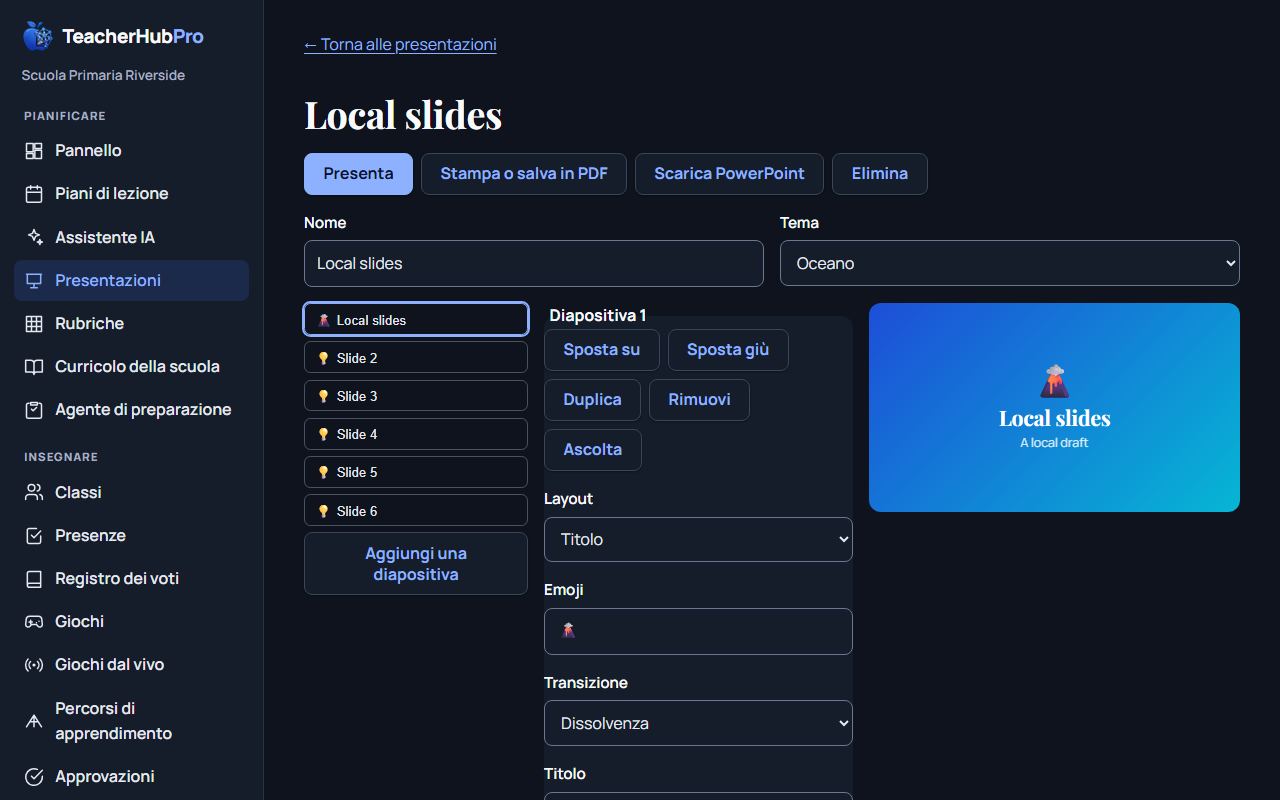 TeacherHubPro
Scuola Primaria Riverside
PIANIFICARE
Pannello
Piani di lezione
Assistente IA
Presentazioni
Rubriche
Curricolo della scuola
Agente di preparazione
INSEGNARE
Classi
Presenze
Registro dei voti
Giochi
Giochi dal vivo
Percorsi di
apprendimento
Approvazioni
← Torna alle presentazioni
Local slides
Presenta
Stampa o salva in PDF
Scarica PowerPoint
Elimina
Nome
Local slides
Tema
Oceano
Local slides
Slide 2
Slide 3
Slide 4
Slide 5
Slide 6
Aggiungi una
diapositiva
Diapositiva 1
Sposta su
Sposta giù
Duplica
Rimuovi
Ascolta
Layout
Titolo
Emoji
Transizione
Dissolvenza
Titolo
Local slides
A local draft